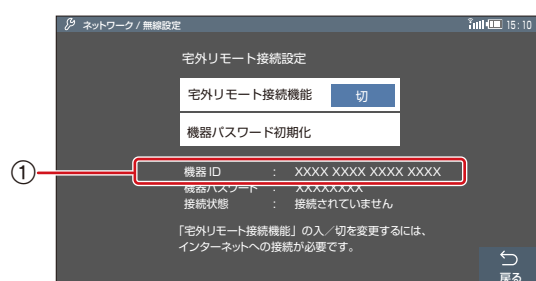 ネットワーク / 無線設定
15:10
宅外リモート接続設定
宅外リモート接続機能 切
機器パスワード初期化
① 機器 ID : XXXX XXXX XXXX XXXX
機器パスワード : XXXXXXXX
接続状態 : 接続されていません
「宅外リモート接続機能」の入／切を変更するには、
インターネットへの接続が必要です。
戻る